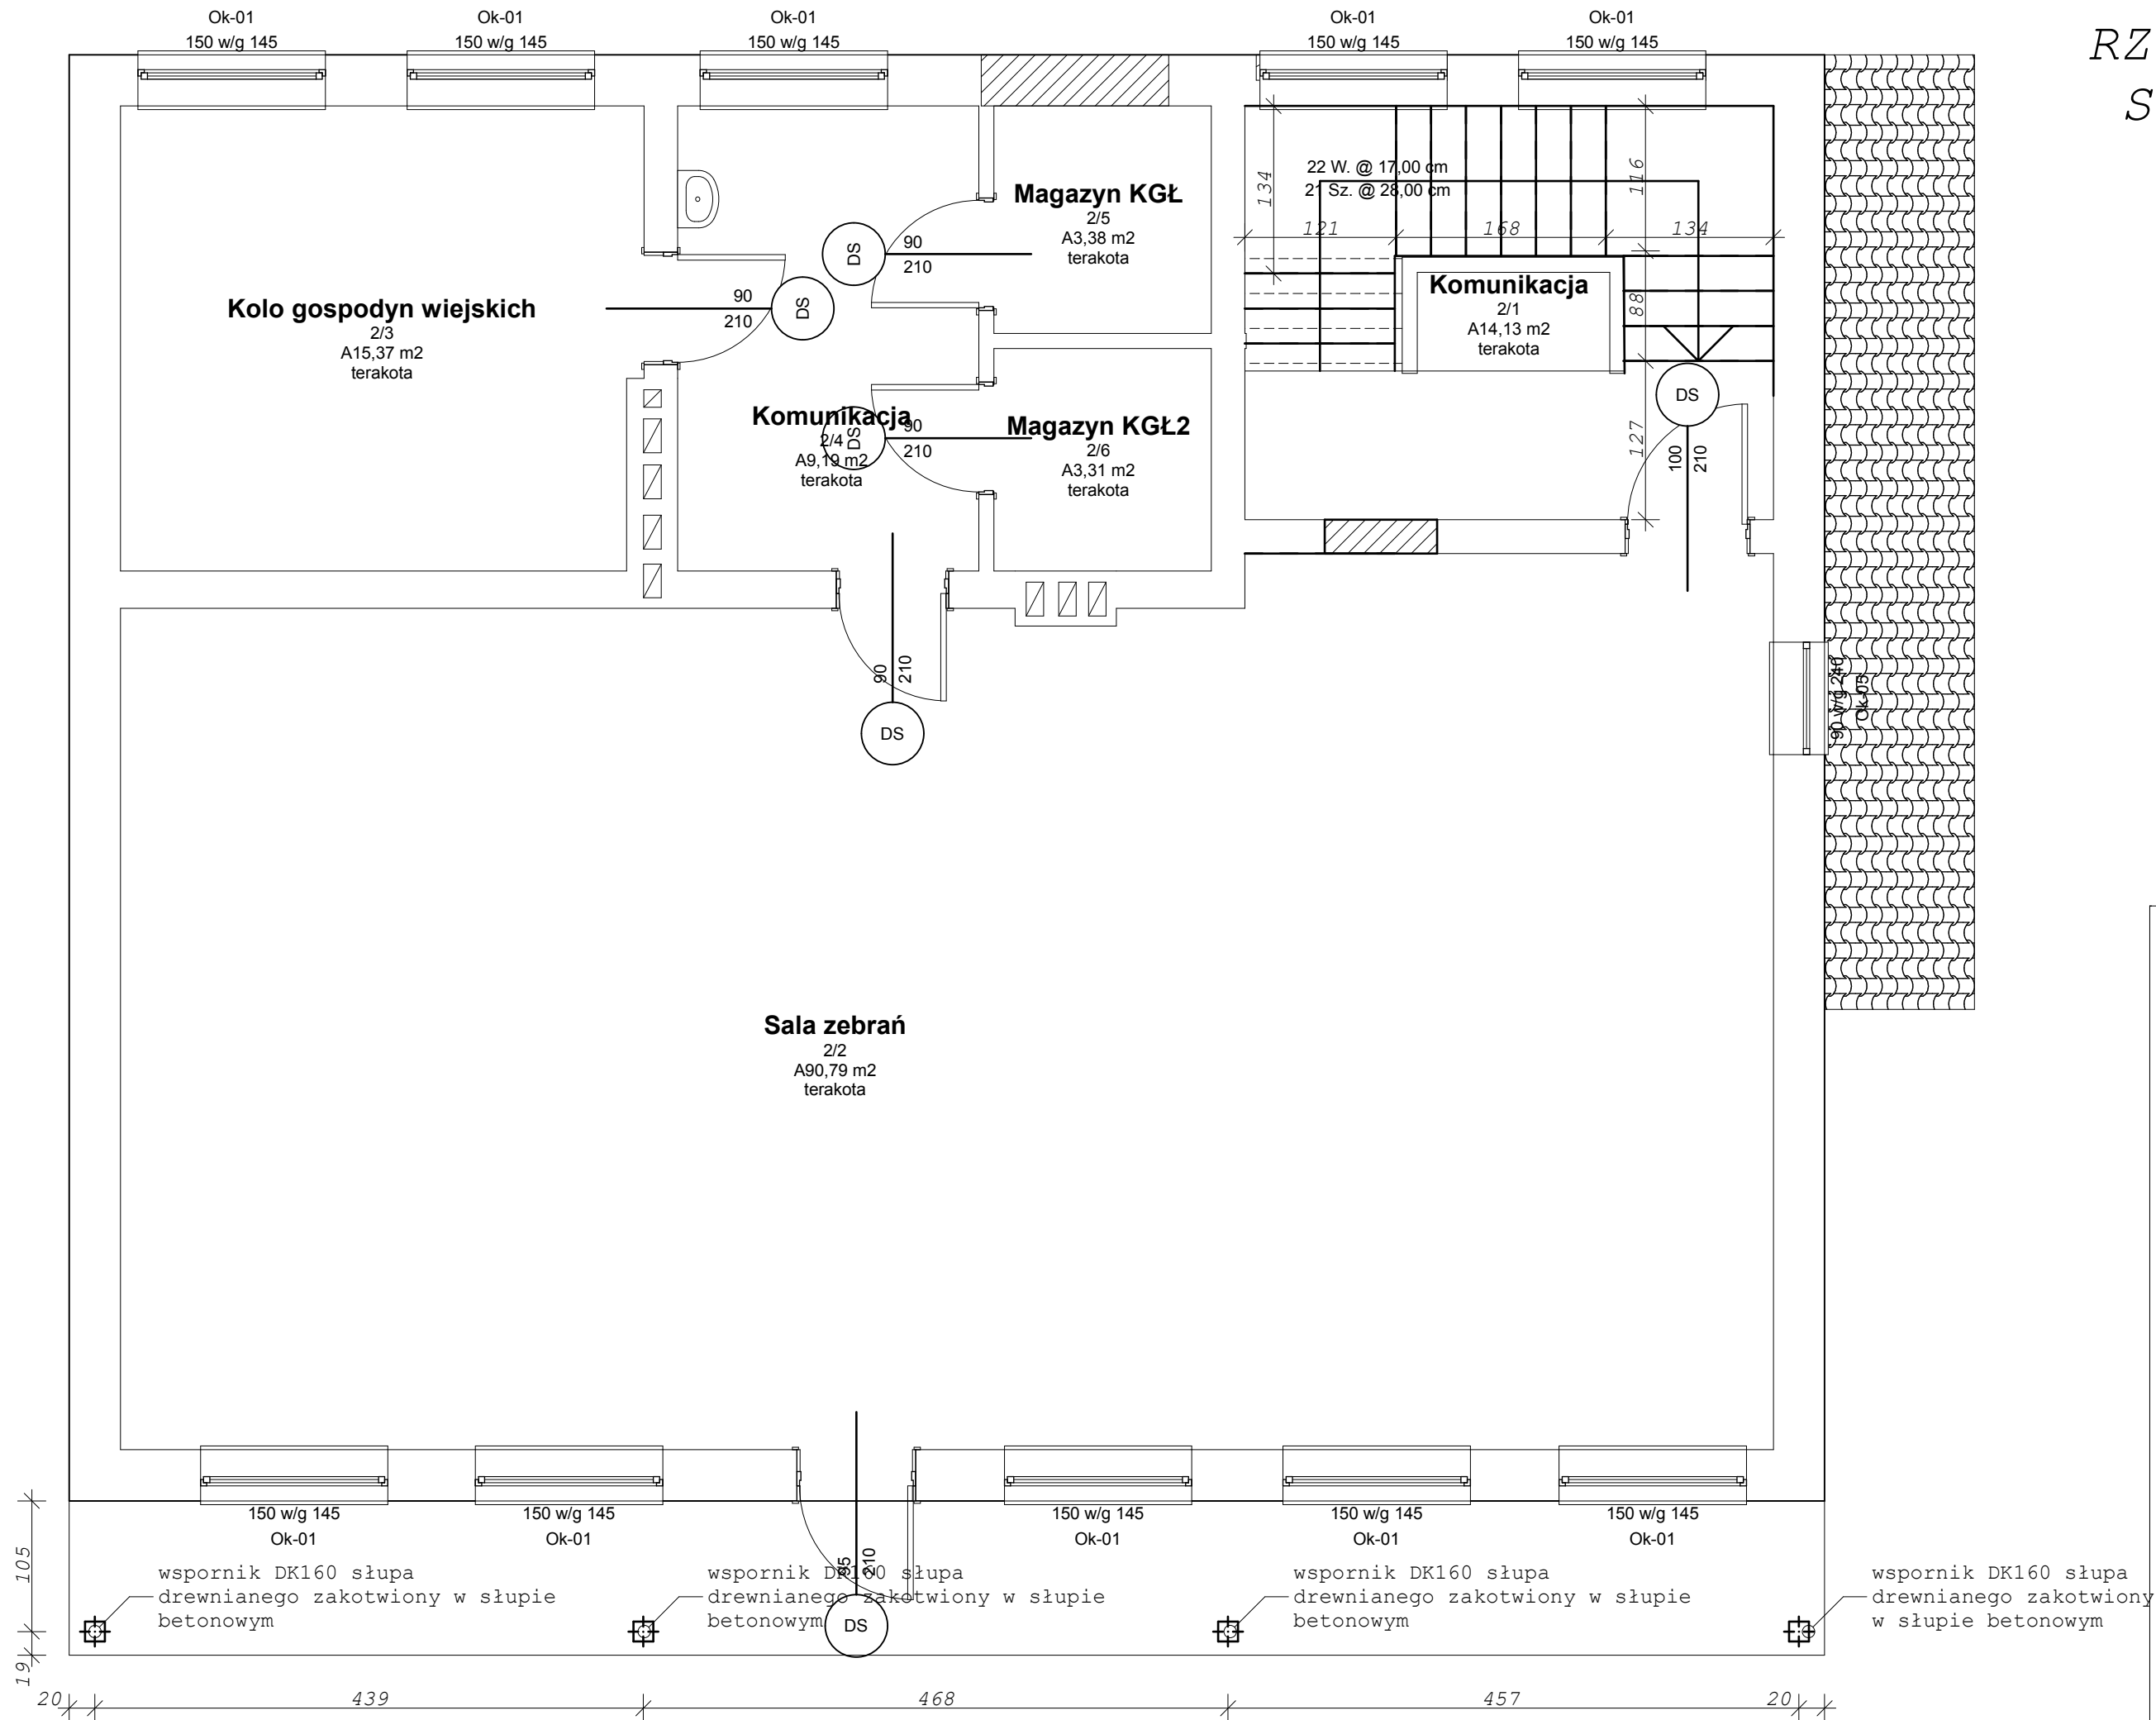 Ok-01
150 w/g 145
Ok-01
150 w/g 145
Ok-01
150 w/g 145
Ok-01
150 w/g 145
Ok-01
150 w/g 145
RZ
S
22 W. @ 17,00 cm
21 Sz. @ 28,00 cm
134
116
121
168
134
88
127
Magazyn KGŁ
2/5
A3,38 m2
terakota
DS
90
210
Kolo gospodyn wiejskich
2/3
A15,37 m2
terakota
90
210
DS
Komunikacja
2/1
A14,13 m2
terakota
DS
100
210
Komunikacja
2/4
A9,19 m2
terakota
DS
90
210
Magazyn KGŁ2
2/6
A3,31 m2
terakota
90
210
DS
90 w/g 240
Ok-05
Sala zebrań
2/2
A90,79 m2
terakota
150 w/g 145
Ok-01
150 w/g 145
Ok-01
150 w/g 145
Ok-01
150 w/g 145
Ok-01
150 w/g 145
Ok-01
95
210
DS
wspornik DK160 słupa
drewnianego zakotwiony w słupie
betonowym
wspornik DK160 słupa
drewnianego zakotwiony w słupie
betonowym
wspornik DK160 słupa
drewnianego zakotwiony w słupie
betonowym
wspornik DK160 słupa
drewnianego zakotwiony
w słupie betonowym
105
19
20
439
468
457
20